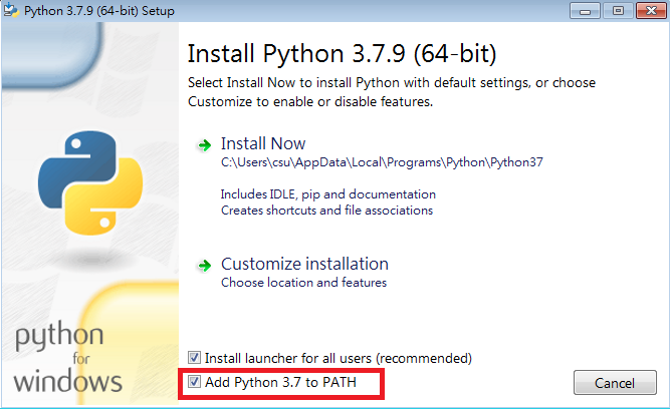 Python 3.7.9 (64-bit) Setup
Install Python 3.7.9 (64-bit)
Select Install Now to install Python with default settings, or choose
Customize to enable or disable features.
Install Now
C:\Users\csu\AppData\Local\Programs\Python\Python37
Includes IDLE, pip and documentation
Creates shortcuts and file associations
Customize installation
Choose location and features
python
for
windows
Install launcher for all users (recommended)
Add Python 3.7 to PATH
Cancel